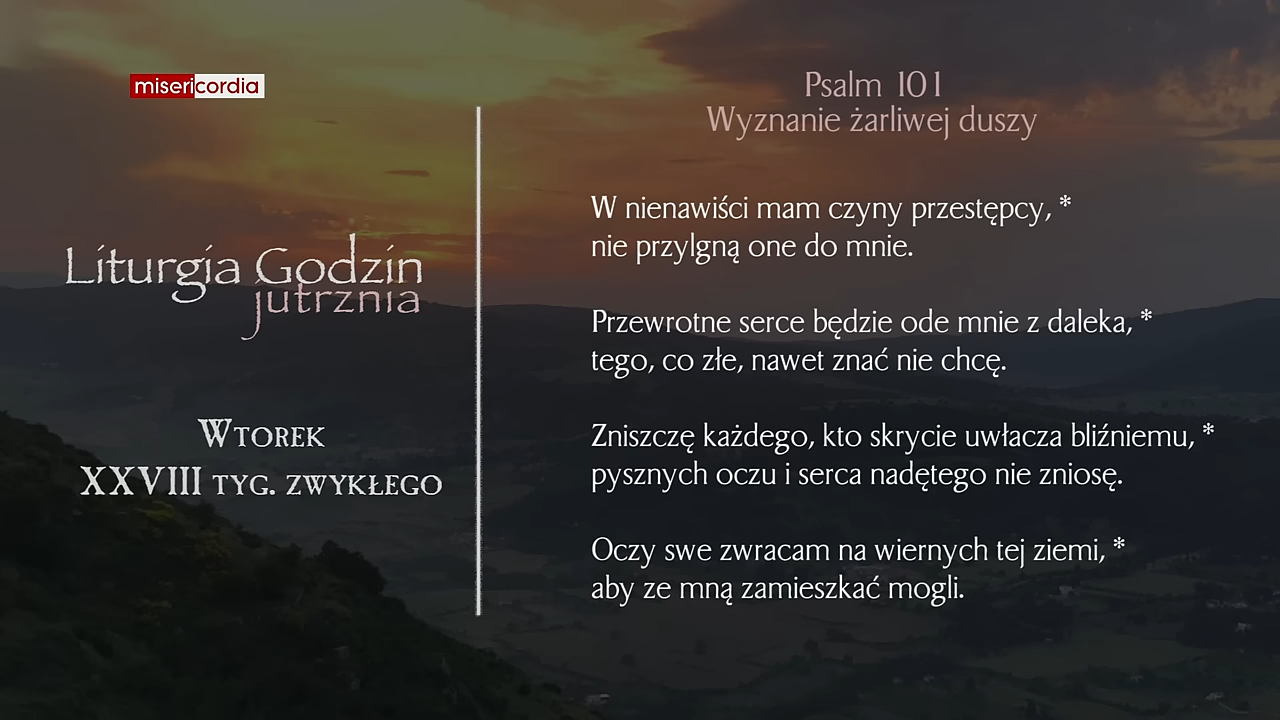 misericordia
Liturgia Godzin
jutrznia
Wtorek
XXVIII tyg. zwykłego
Psalm 101
Wyznanie żarliwej duszy
W nienawiści mam czyny przestępcy, *
nie przylgną one do mnie.
Przewrotne serce będzie ode mnie z daleka, *
tego, co złe, nawet znać nie chcę.
Zniszczę każdego, kto skrycie uwłacza bliźniemu, *
pysznych oczu i serca nadętego nie zniosę.
Oczy swe zwracam na wiernych tej ziemi, *
aby ze mną zamieszkać mogli.